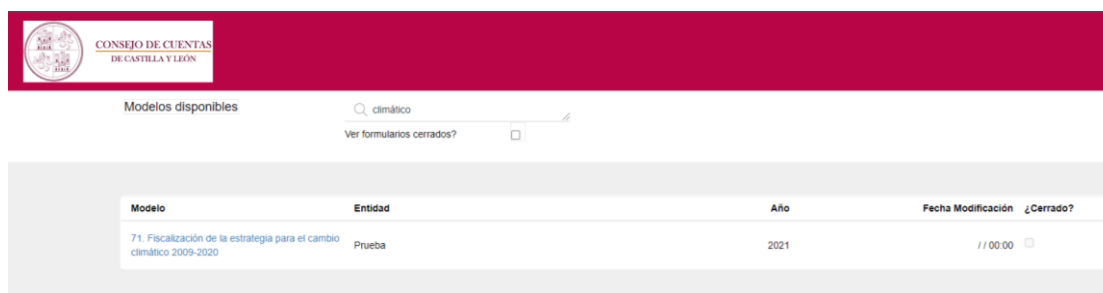 CONSEJO DE CUENTAS
DE CASTILLA Y LEÓN
Modelos disponibles
climático
Ver formularios cerrados?
Modelo Entidad Año Fecha Modificación ¿Cerrado?
71. Fiscalización de la estrategia para el cambio
climático 2009-2020
Prueba 2021 / / 00:00